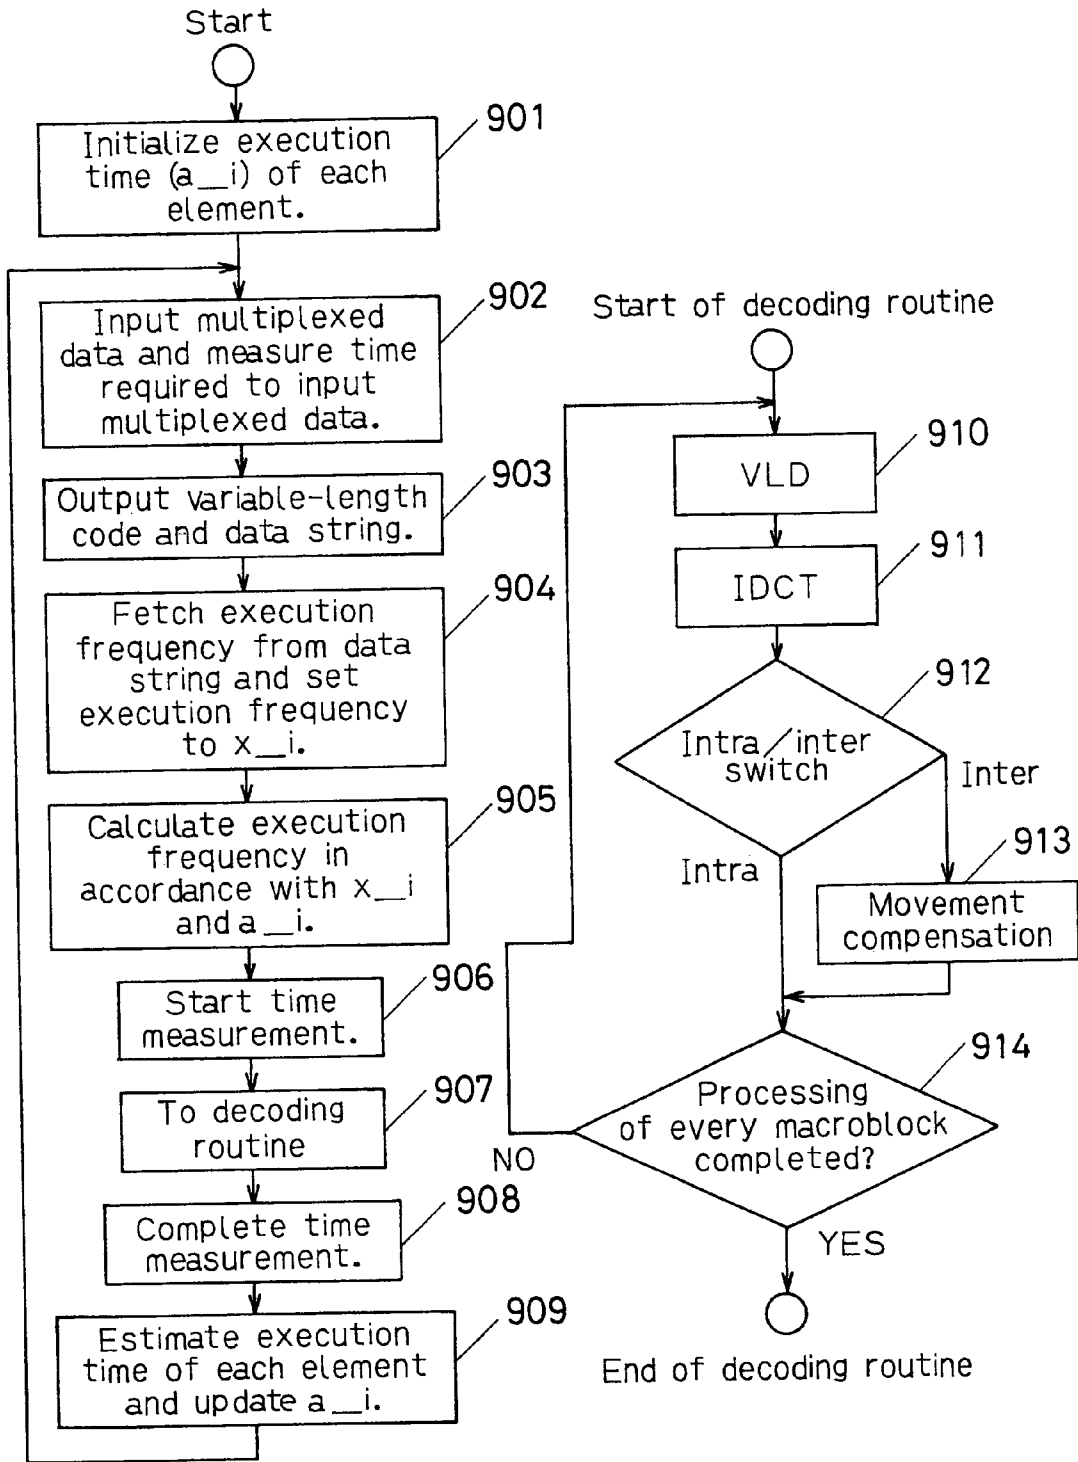 Start
901
Initialize execution
time (a__i) of each
element.
902
Input multiplexed
data and measure time
required to input
multiplexed data.
903
Output variable-length
code and data string.
904
Fetch execution
frequency from data
string and set
execution frequency
to x__i.
905
Calculate execution
frequency in
accordance with x__i
and a__i.
906
Start time
measurement.
907
To decoding
routine
908
Complete time
measurement.
909
Estimate execution
time of each element
and update a__i.
Start of decoding routine
910
VLD
911
IDCT
912
Intra/inter
switch
Inter
Intra
913
Movement
compensation
914
Processing
of every macroblock
completed?
NO
YES
End of decoding routine